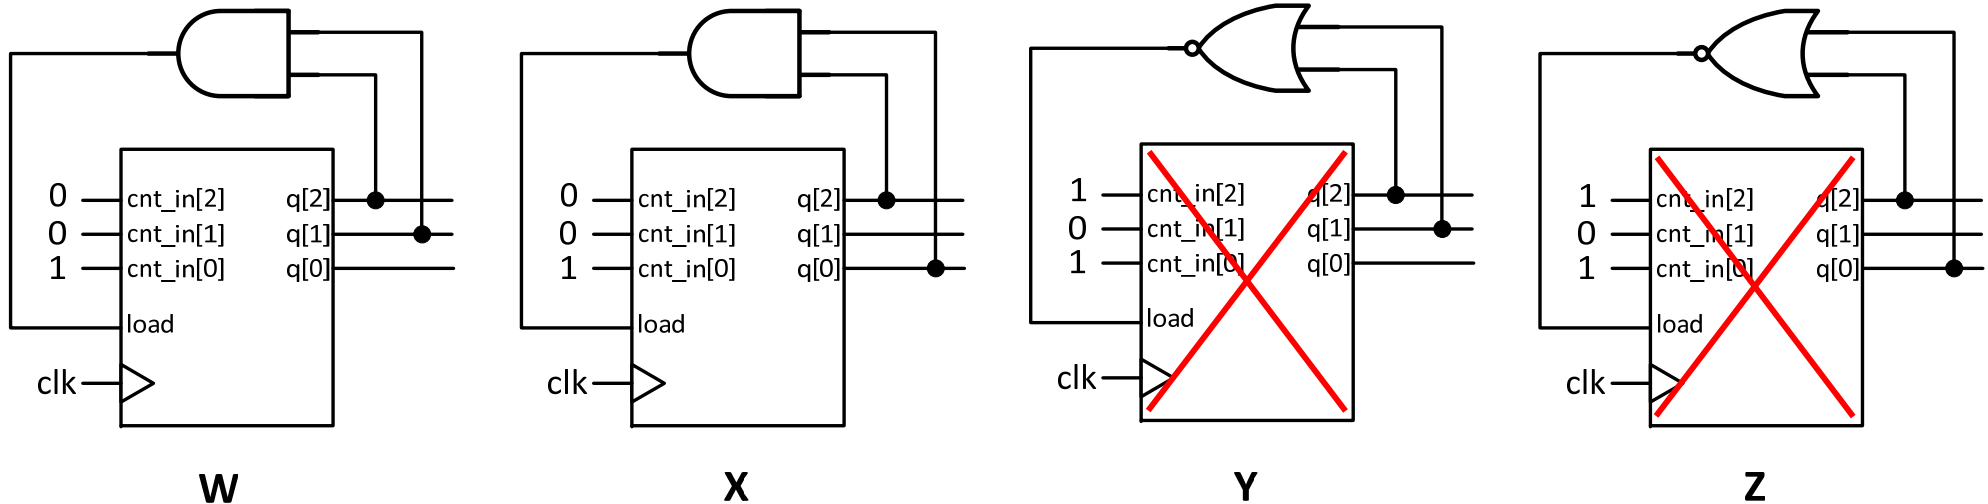 0 cnt_in[2] q[2]
0 cnt_in[1] q[1]
1 cnt_in[0] q[0]
load
clk
W
0 cnt_in[2] q[2]
0 cnt_in[1] q[1]
1 cnt_in[0] q[0]
load
clk
X
1 cnt_in[2] q[2]
0 cnt_in[1] q[1]
1 cnt_in[0] q[0]
load
clk
Y
1 cnt_in[2] q[2]
0 cnt_in[1] q[1]
1 cnt_in[0] q[0]
load
clk
Z